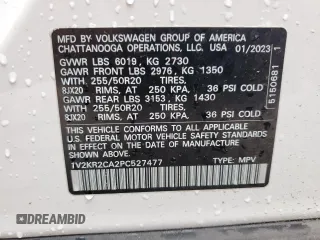 MFD BY VOLKSWAGEN GROUP OF AMERICA
CHATTANOOGA OPERATIONS, LLC, USA 01/2023
GVWR LBS 6019, KG 2730
GAWR FRONT LBS 2976, KG 1350
WITH 255/50R20 TIRES,
8JX20 RIMS, AT 250 KPA, 36 PSI COLD
GAWR REAR LBS 3153, KG 1430
WITH 255/50R20 TIRES,
8JX20 RIMS, AT 250 KPA, 36 PSI COLD
THIS VEHICLE CONFORMS TO ALL APPLICABLE
U.S. FEDERAL MOTOR VEHICLE SAFETY STANDARDS
IN EFFECT ON THE DATE OF MANUFACTURE SHOWN ABOVE.
1V2KR2CA2PC527477 TYPE: MPV
5150681 1
DREAMBID